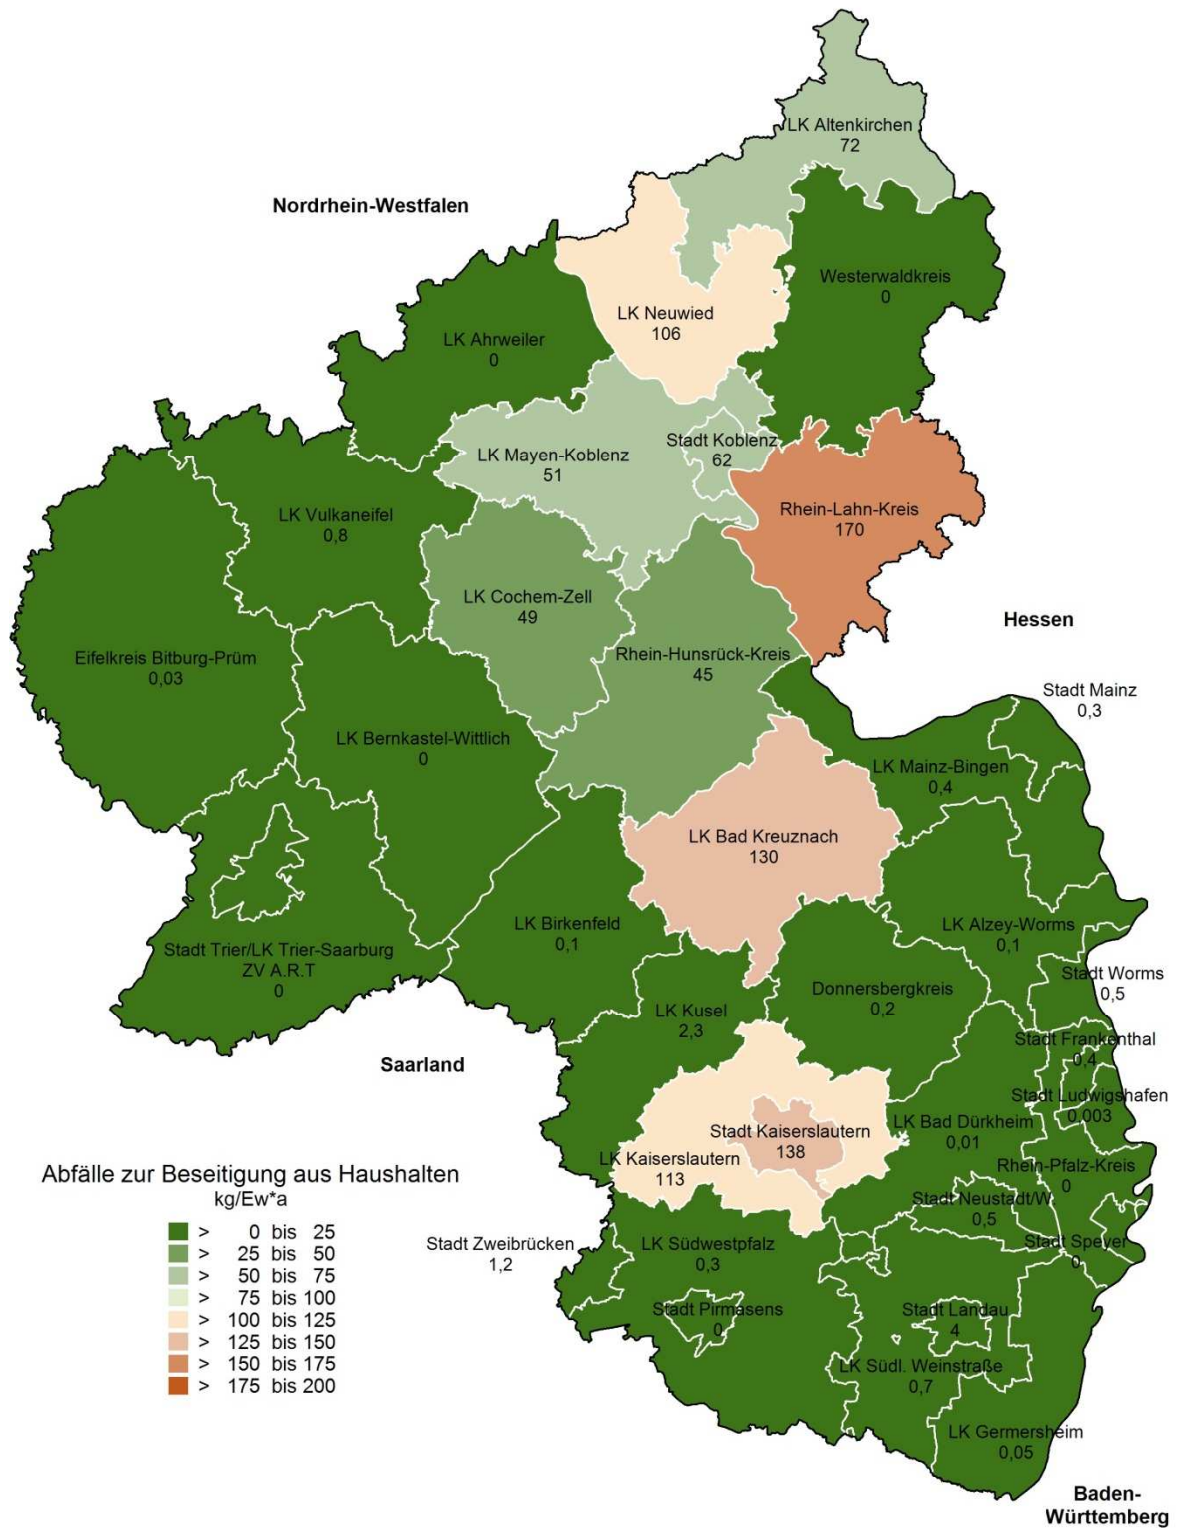 LK Altenkirchen
72
Nordrhein-Westfalen
Westerwaldkreis
0
LK Neuwied
106
LK Ahrweiler
0
Stadt Koblenz
62
LK Mayen-Koblenz
51
Rhein-Lahn-Kreis
170
LK Vulkaneifel
0,8
LK Cochem-Zell
49
Hessen
Rhein-Hunsrück-Kreis
45
Eifelkreis Bitburg-Prüm
0,03
Stadt Mainz
0,3
LK Bernkastel-Wittlich
0
LK Mainz-Bingen
0,4
LK Bad Kreuznach
130
LK Birkenfeld
0,1
LK Alzey-Worms
0,1
Stadt Trier/LK Trier-Saarburg
ZV A.R.T
0
Stadt Worms
0,5
Donnersbergkreis
0,2
LK Kusel
2,3
Stadt Frankenthal
0,4
Saarland
Stadt Ludwigshafen
0,003
LK Bad Dürkheim
0,01
Stadt Kaiserslautern
138
LK Kaiserslautern
113
Rhein-Pfalz-Kreis
0
Stadt Neustadt/W.
0,5
Stadt Speyer
0
Stadt Zweibrücken
1,2
LK Südwestpfalz
0,3
Stadt Pirmasens
0
Stadt Landau
4
LK Südl. Weinstraße
0,7
LK Germersheim
0,05
Baden-
Württemberg
Abfälle zur Beseitigung aus Haushalten
kg/Ew*a
> 0 bis 25
> 25 bis 50
> 50 bis 75
> 75 bis 100
> 100 bis 125
> 125 bis 150
> 150 bis 175
> 175 bis 200